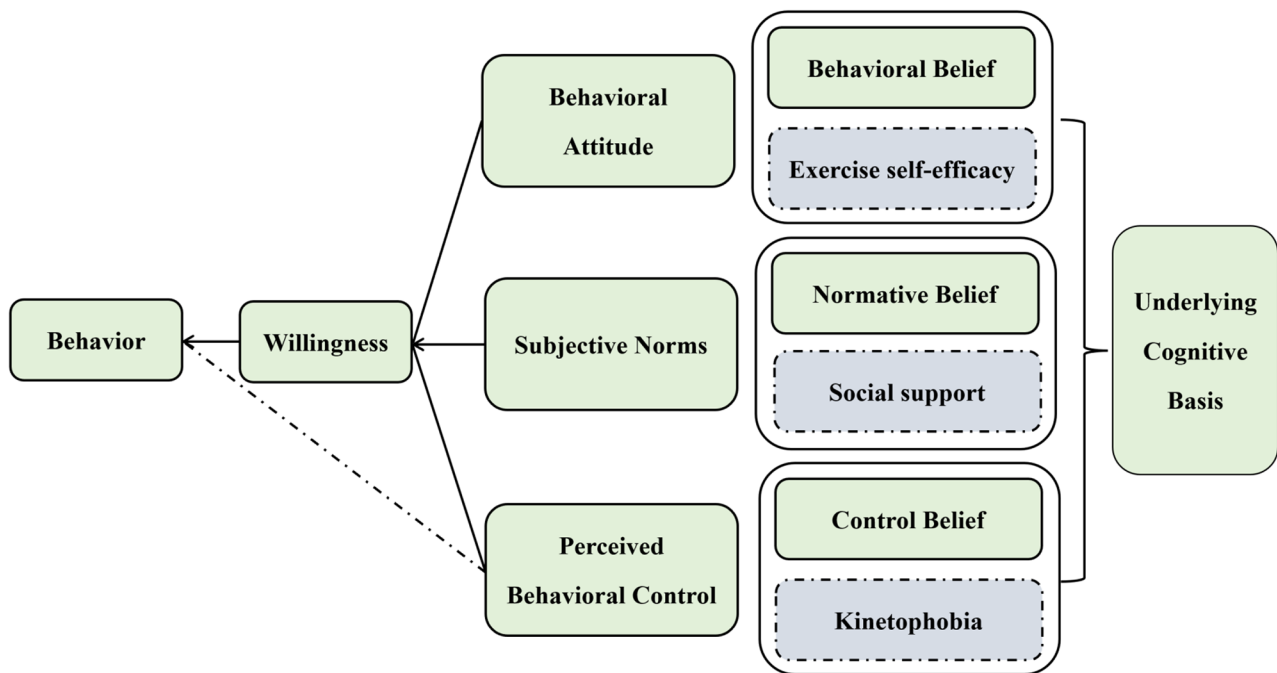 Behavioral Belief
Behavioral
Attitude
Exercise self-efficacy
Normative Belief
Behavior
Willingness
Subjective Norms
Social support
Underlying
Cognitive
Basis
Control Belief
Perceived
Behavioral Control
Kinetophobia